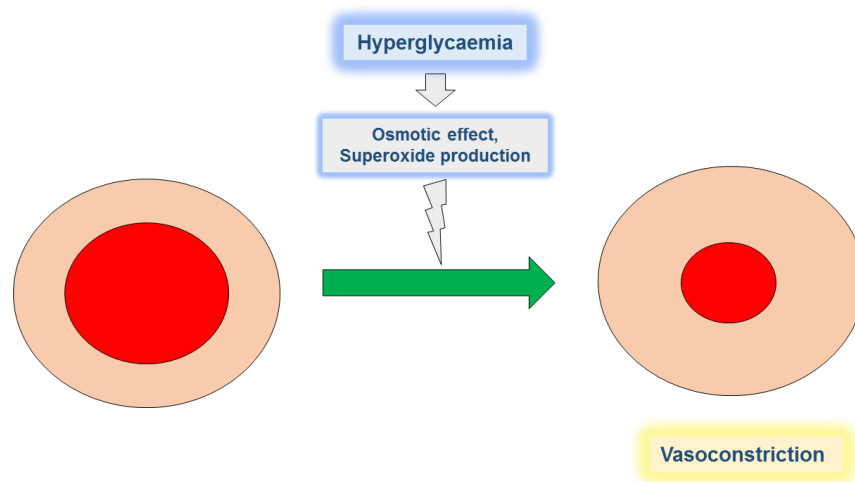 Hyperglycaemia
Osmotic effect,
Superoxide production
Vasoconstriction